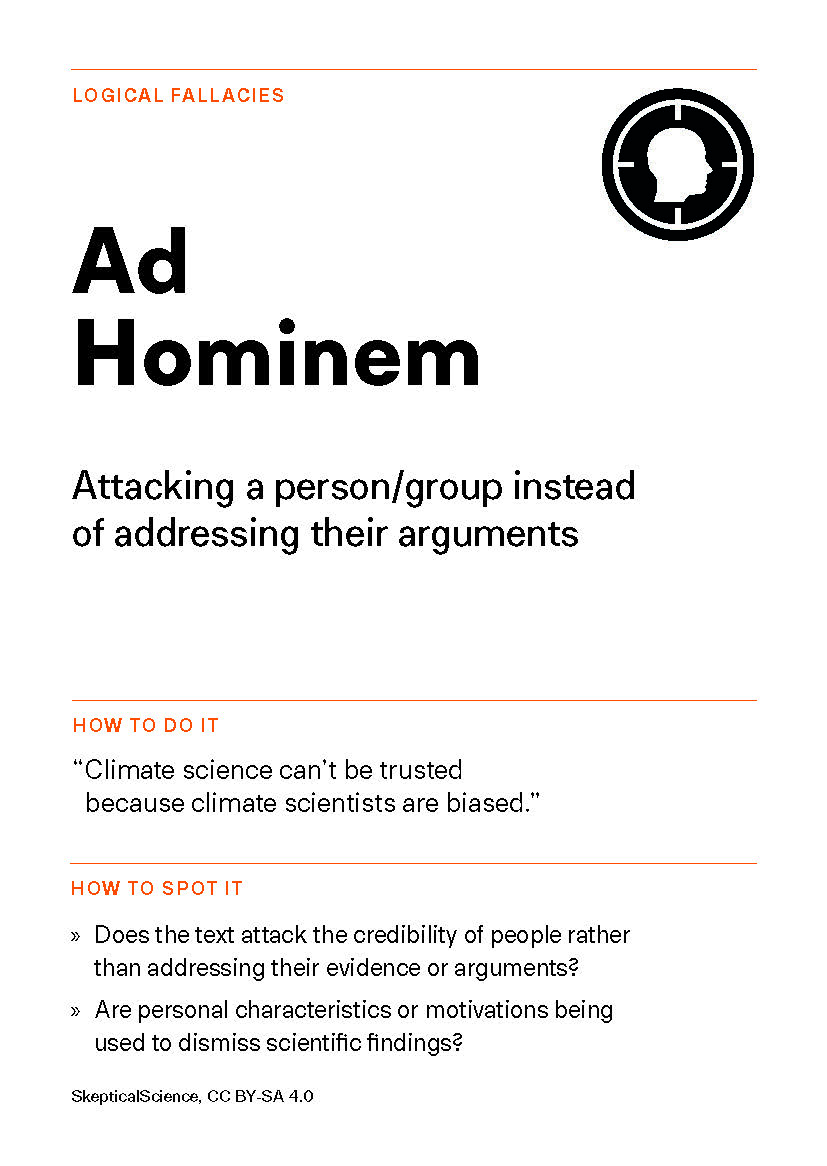 LOGICAL FALLACIES
Ad
Hominem
Attacking a person/group instead
of addressing their arguments
HOW TO DO IT
“Climate science can’t be trusted
because climate scientists are biased.”
HOW TO SPOT IT
» Does the text attack the credibility of people rather
than addressing their evidence or arguments?
» Are personal characteristics or motivations being
used to dismiss scientific findings?
SkepticalScience, CC BY-SA 4.0